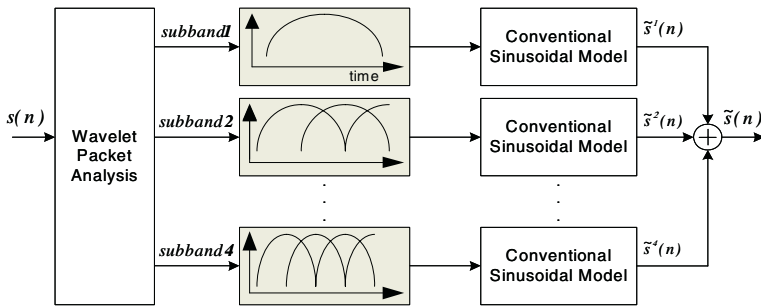 s(n)
Wavelet
Packet
Analysis
subband1
time
Conventional
Sinusoidal Model
s̃¹(n)
subband2
Conventional
Sinusoidal Model
s̃²(n)
+
s̃(n)
subband4
Conventional
Sinusoidal Model
s̃⁴(n)